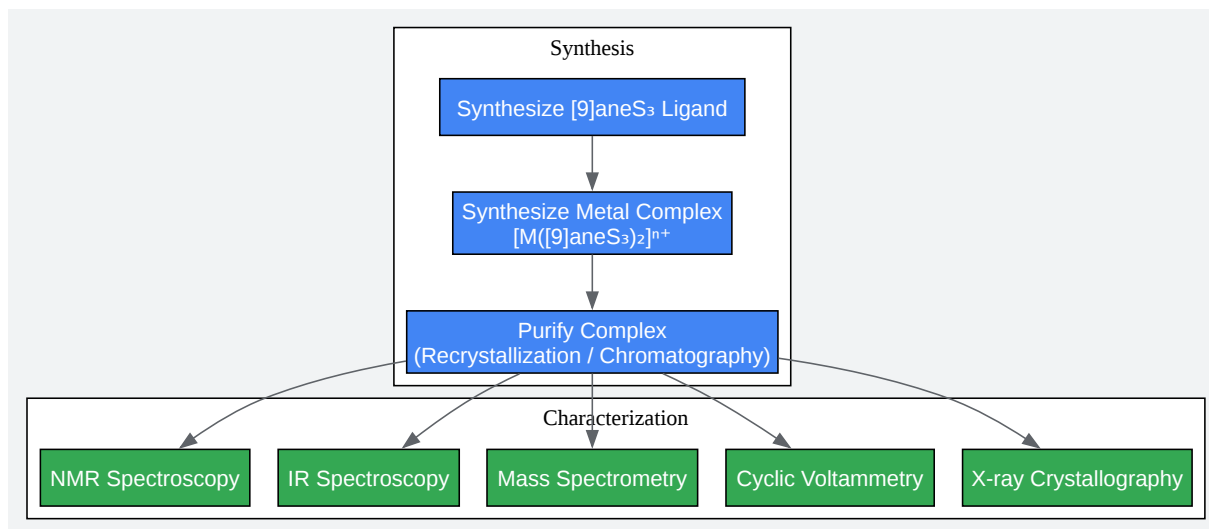 Synthesis
Synthesize [9]aneS₃ Ligand
Synthesize Metal Complex
[M([9]aneS₃)₂]ⁿ⁺
Purify Complex
(Recrystallization / Chromatography)
Characterization
NMR Spectroscopy
IR Spectroscopy
Mass Spectrometry
Cyclic Voltammetry
X-ray Crystallography